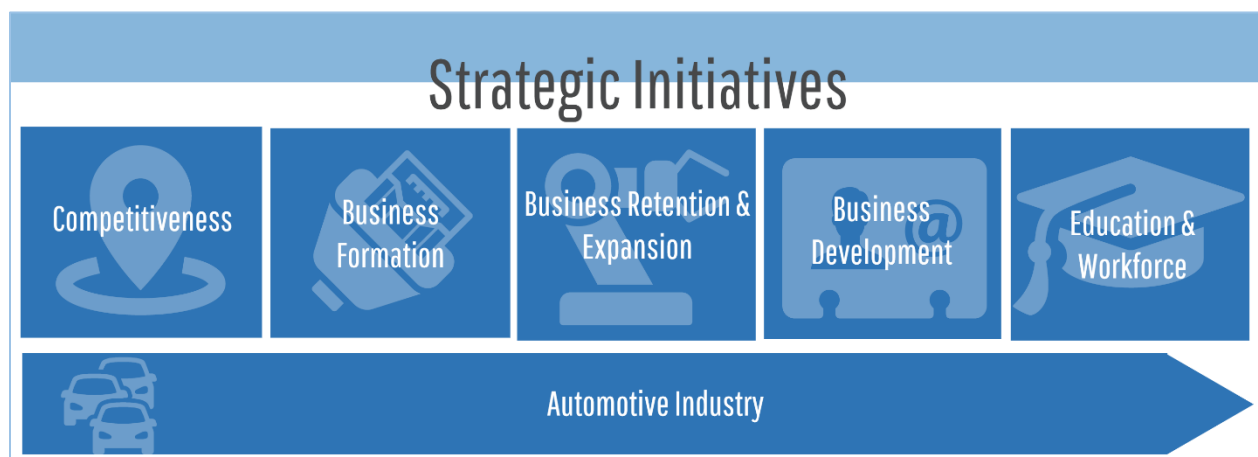 Strategic Initiatives
Competitiveness
Business
Formation
Business Retention &
Expansion
Business
Development
@
Education &
Workforce
Automotive Industry